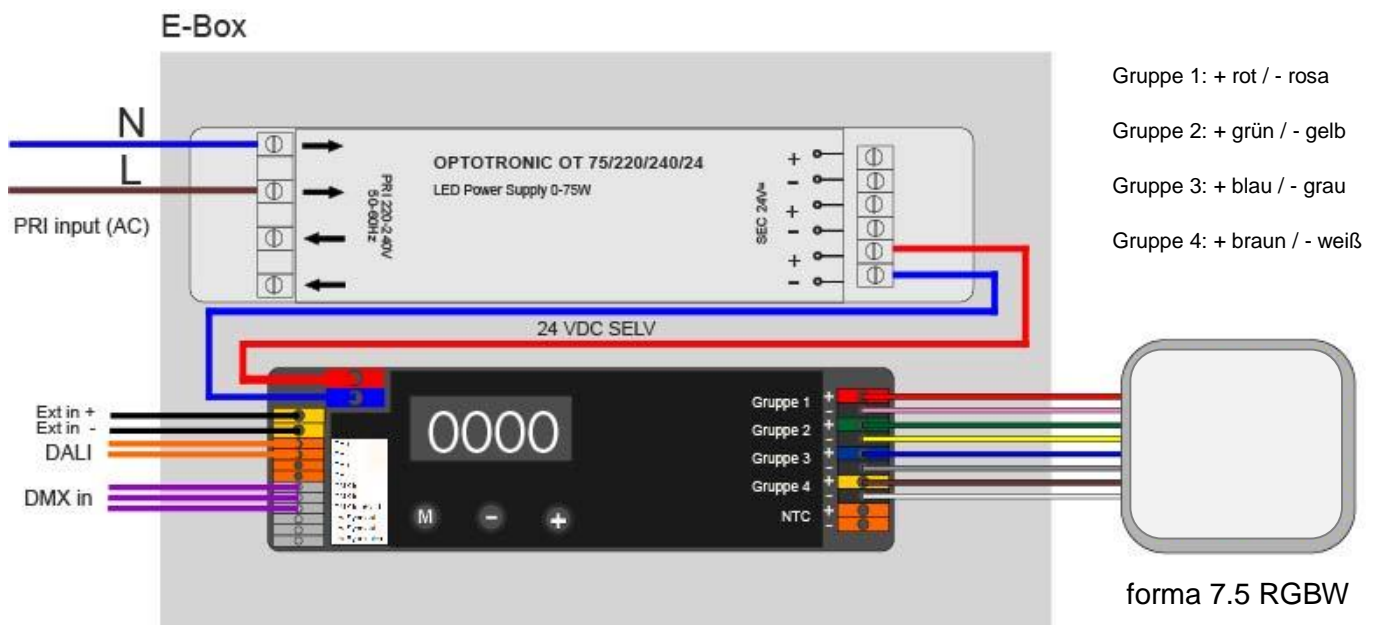 E-Box
N
L
PRI input (AC)
PRI 220-240V
50-60Hz
OPTOTRONIC OT 75/220/240/24
LED Power Supply 0-75W
SEC 24V=
+
-
+
-
+
-
24 VDC SELV
Gruppe 1: + rot / - rosa
Gruppe 2: + grün / - gelb
Gruppe 3: + blau / - grau
Gruppe 4: + braun / - weiß
Ext in +
Ext in -
DALI
DMX in
0000
M
-
+
Gruppe 1 +
-
Gruppe 2 +
-
Gruppe 3 +
-
Gruppe 4 +
-
NTC +
-
forma 7.5 RGBW